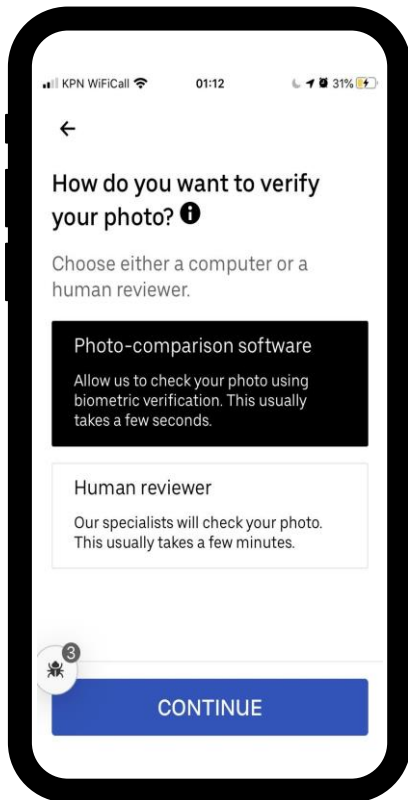 KPN WiFiCall 01:12 31%
How do you want to verify
your photo? i
Choose either a computer or a
human reviewer.
Photo-comparison software
Allow us to check your photo using
biometric verification. This usually
takes a few seconds.
Human reviewer
Our specialists will check your photo.
This usually takes a few minutes.
3
CONTINUE